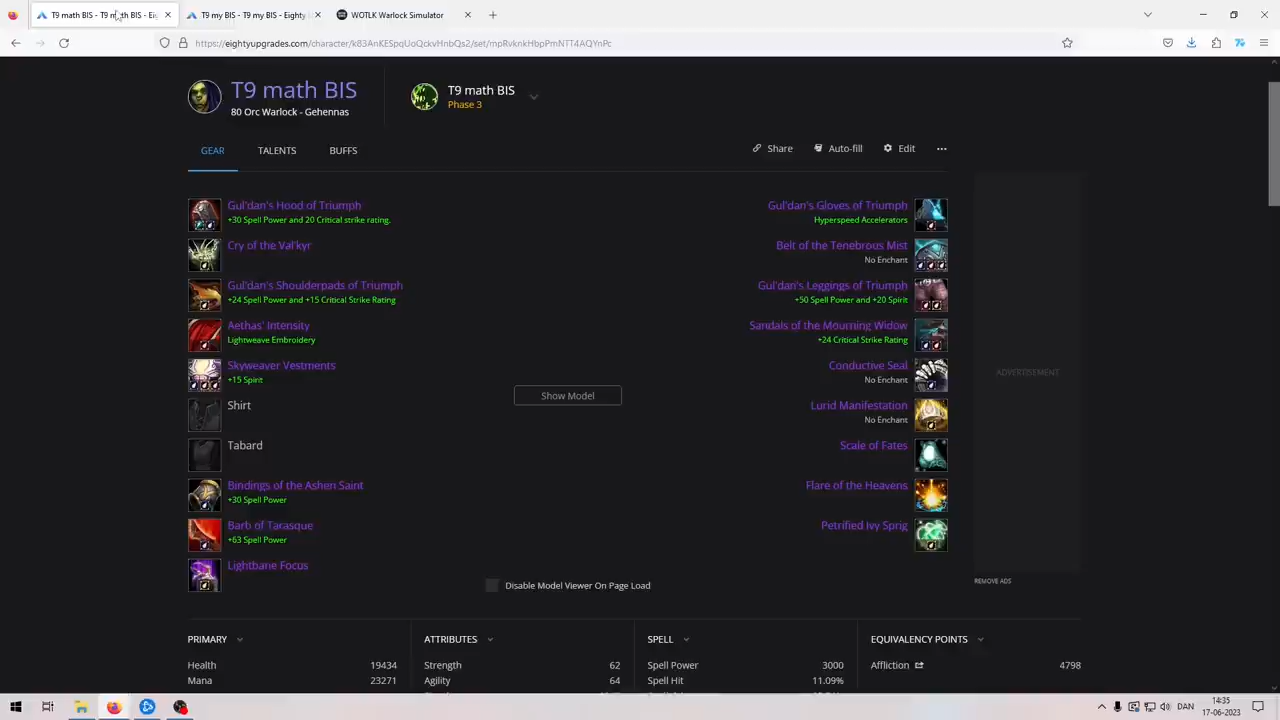 T9 math BIS - T9 math BIS - Eig
T9 my BIS - T9 my BIS - Eighty
WOTLK Warlock Simulator
https://eightyupgrades.com/character/k83AnKESpqUoQckvHnbQs2/set/mpRvknkHbpPmNTT4AQYnPc
T9 math BIS
80 Orc Warlock - Gehennas
T9 math BIS
Phase 3
GEAR
TALENTS
BUFFS
Share
Auto-fill
Edit
Gul'dan's Hood of Triumph
+30 Spell Power and 20 Critical strike rating.
Cry of the Val'kyr
Gul'dan's Shoulderpads of Triumph
+24 Spell Power and +15 Critical Strike Rating
Aethas' Intensity
Lightweave Embroidery
Skyweaver Vestments
+15 Spirit
Shirt
Tabard
Bindings of the Ashen Saint
+30 Spell Power
Barb of Tarasque
+63 Spell Power
Lightbane Focus
Show Model
Disable Model Viewer On Page Load
Gul'dan's Gloves of Triumph
Hyperspeed Accelerators
Belt of the Tenebrous Mist
No Enchant
Gul'dan's Leggings of Triumph
+50 Spell Power and +20 Spirit
Sandals of the Mourning Widow
+24 Critical Strike Rating
Conductive Seal
No Enchant
Lurid Manifestation
No Enchant
Scale of Fates
Flare of the Heavens
Petrified Ivy Sprig
ADVERTISEMENT
REMOVE ADS
PRIMARY
Health 19434
Mana 23271
ATTRIBUTES
Strength 62
Agility 64
SPELL
Spell Power 3000
Spell Hit 11.09%
EQUIVALENCY POINTS
Affliction 4798
DAN
14:35
17-06-2023